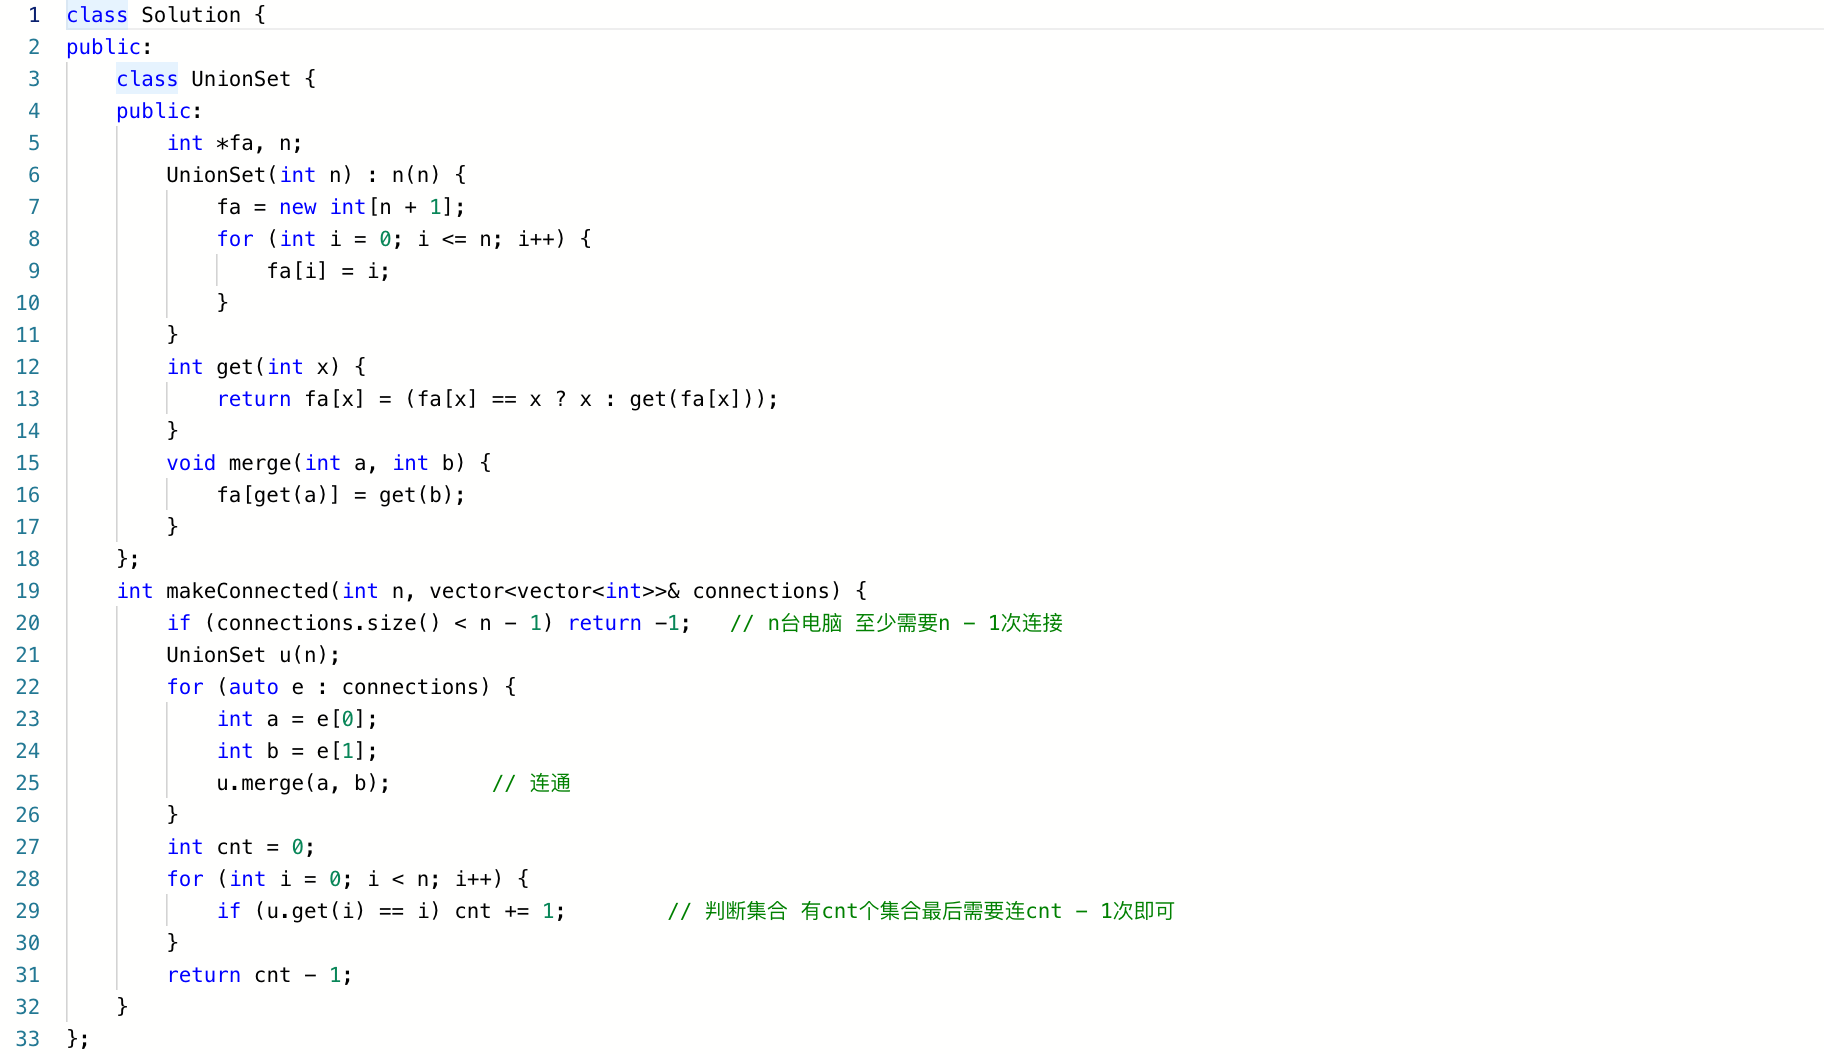 1 class Solution {
2 public:
3     class UnionSet {
4     public:
5         int *fa, n;
6         UnionSet(int n) : n(n) {
7             fa = new int[n + 1];
8             for (int i = 0; i <= n; i++) {
9                 fa[i] = i;
10             }
11         }
12         int get(int x) {
13             return fa[x] = (fa[x] == x ? x : get(fa[x]));
14         }
15         void merge(int a, int b) {
16             fa[get(a)] = get(b);
17         }
18     };
19     int makeConnected(int n, vector<vector<int>>& connections) {
20         if (connections.size() < n - 1) return -1;   // n台电脑 至少需要n - 1次连接
21         UnionSet u(n);
22         for (auto e : connections) {
23             int a = e[0];
24             int b = e[1];
25             u.merge(a, b);        // 连通
26         }
27         int cnt = 0;
28         for (int i = 0; i < n; i++) {
29             if (u.get(i) == i) cnt += 1;        // 判断集合 有cnt个集合最后需要连cnt - 1次即可
30         }
31         return cnt - 1;
32     }
33 };